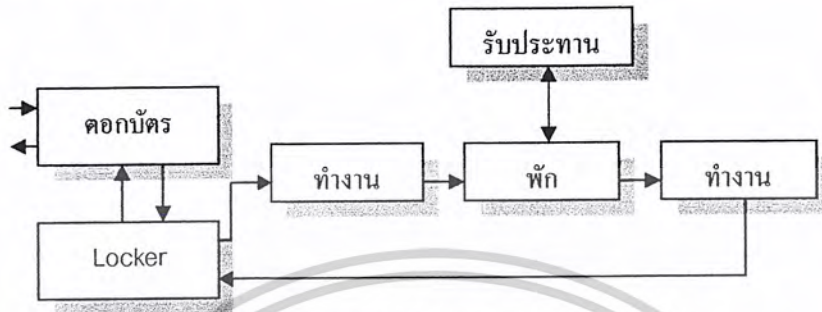 รับประทาน
ตอกบัตร
ทำงาน
พัก
ทำงาน
Locker